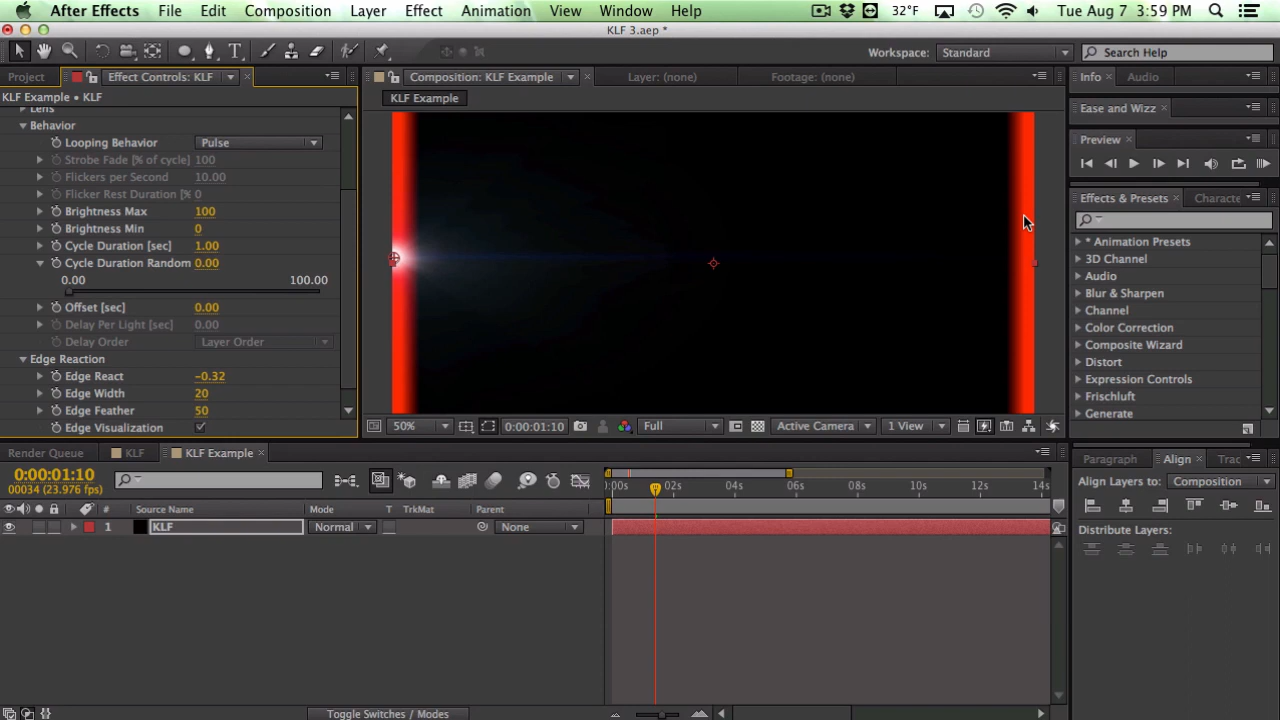 After Effects File Edit Composition Layer Effect Animation View Window Help 32°F Tue Aug 7 3:59 PM
KLF 3.aep *
Workspace: Standard Search Help
Project Effect Controls: KLF Composition: KLF Example Layer: (none) Footage: (none) Info Audio
KLF Example • KLF
KLF Example
Lens
Behavior
Looping Behavior Pulse
Strobe Fade [% of cycle] 100
Flickers per Second 10.00
Flicker Rest Duration [% 0
Brightness Max 100
Brightness Min 0
Cycle Duration [sec] 1.00
Cycle Duration Random 0.00
0.00 100.00
Offset [sec] 0.00
Delay Per Light [sec] 0.00
Delay Order Layer Order
Edge Reaction
Edge React -0.32
Edge Width 20
Edge Feather 50
Edge Visualization
50% 0:00:01:10 Full Active Camera 1 View
Ease and Wizz
Preview
Effects & Presets Characte
* Animation Presets
3D Channel
Audio
Blur & Sharpen
Channel
Color Correction
Composite Wizard
Distort
Expression Controls
Frischluft
Generate
Render Queue KLF KLF Example
0:00:01:10
00034 (23.976 fps)
:00s 02s 04s 06s 08s 10s 12s 14s
# Source Name Mode T TrkMat Parent
1 KLF Normal None
Paragraph Align Trac
Align Layers to: Composition
Distribute Layers:
Toggle Switches / Modes